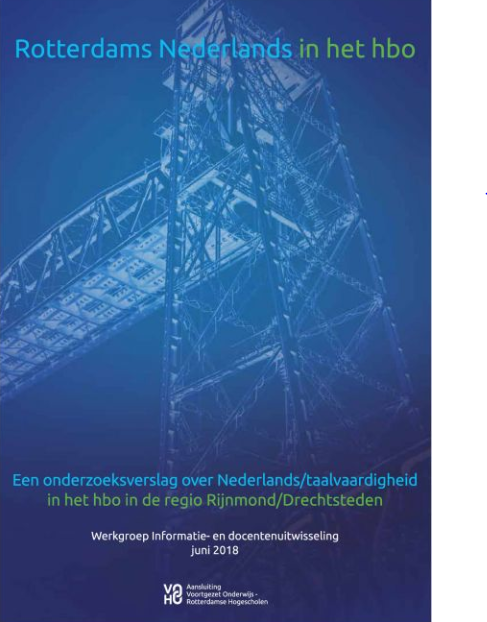 Rotterdams Nederlands in het hbo
Een onderzoeksverslag over Nederlands/taalvaardigheid
in het hbo in de regio Rijnmond/Drechtsteden
Werkgroep Informatie- en docentenuitwisseling
juni 2018
VO
HO
Aansluiting
Voortgezet Onderwijs -
Rotterdamse Hogescholen